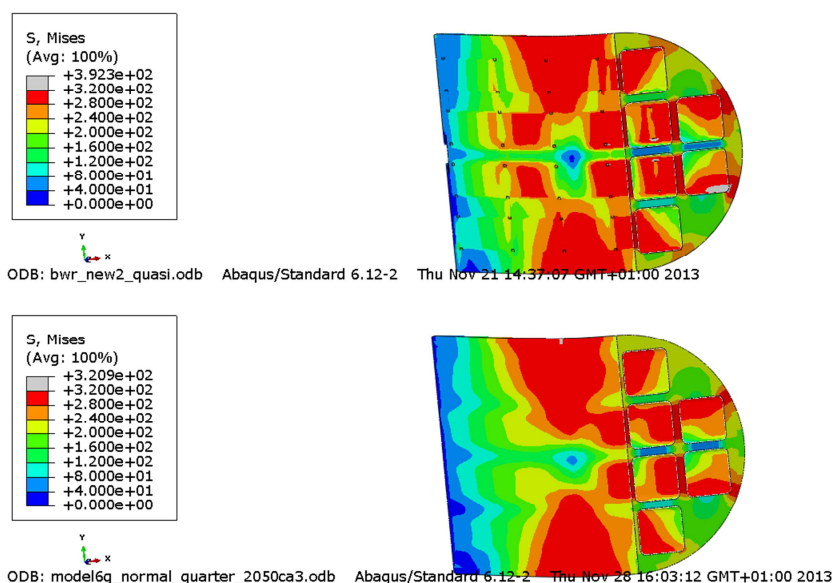 S, Mises
(Avg: 100%)
+3.923e+02
+3.200e+02
+2.800e+02
+2.400e+02
+2.000e+02
+1.600e+02
+1.200e+02
+8.000e+01
+4.000e+01
+0.000e+00
Y
X
ODB: bwr_new2_quasi.odb Abaqus/Standard 6.12-2 Thu Nov 21 14:37:07 GMT+01:00 2013
S, Mises
(Avg: 100%)
+3.209e+02
+3.200e+02
+2.800e+02
+2.400e+02
+2.000e+02
+1.600e+02
+1.200e+02
+8.000e+01
+4.000e+01
+0.000e+00
Y
X
ODB: model6g_normal_quarter_2050ca3.odb Abaqus/Standard 6.12-2 Thu Nov 28 16:03:12 GMT+01:00 2013